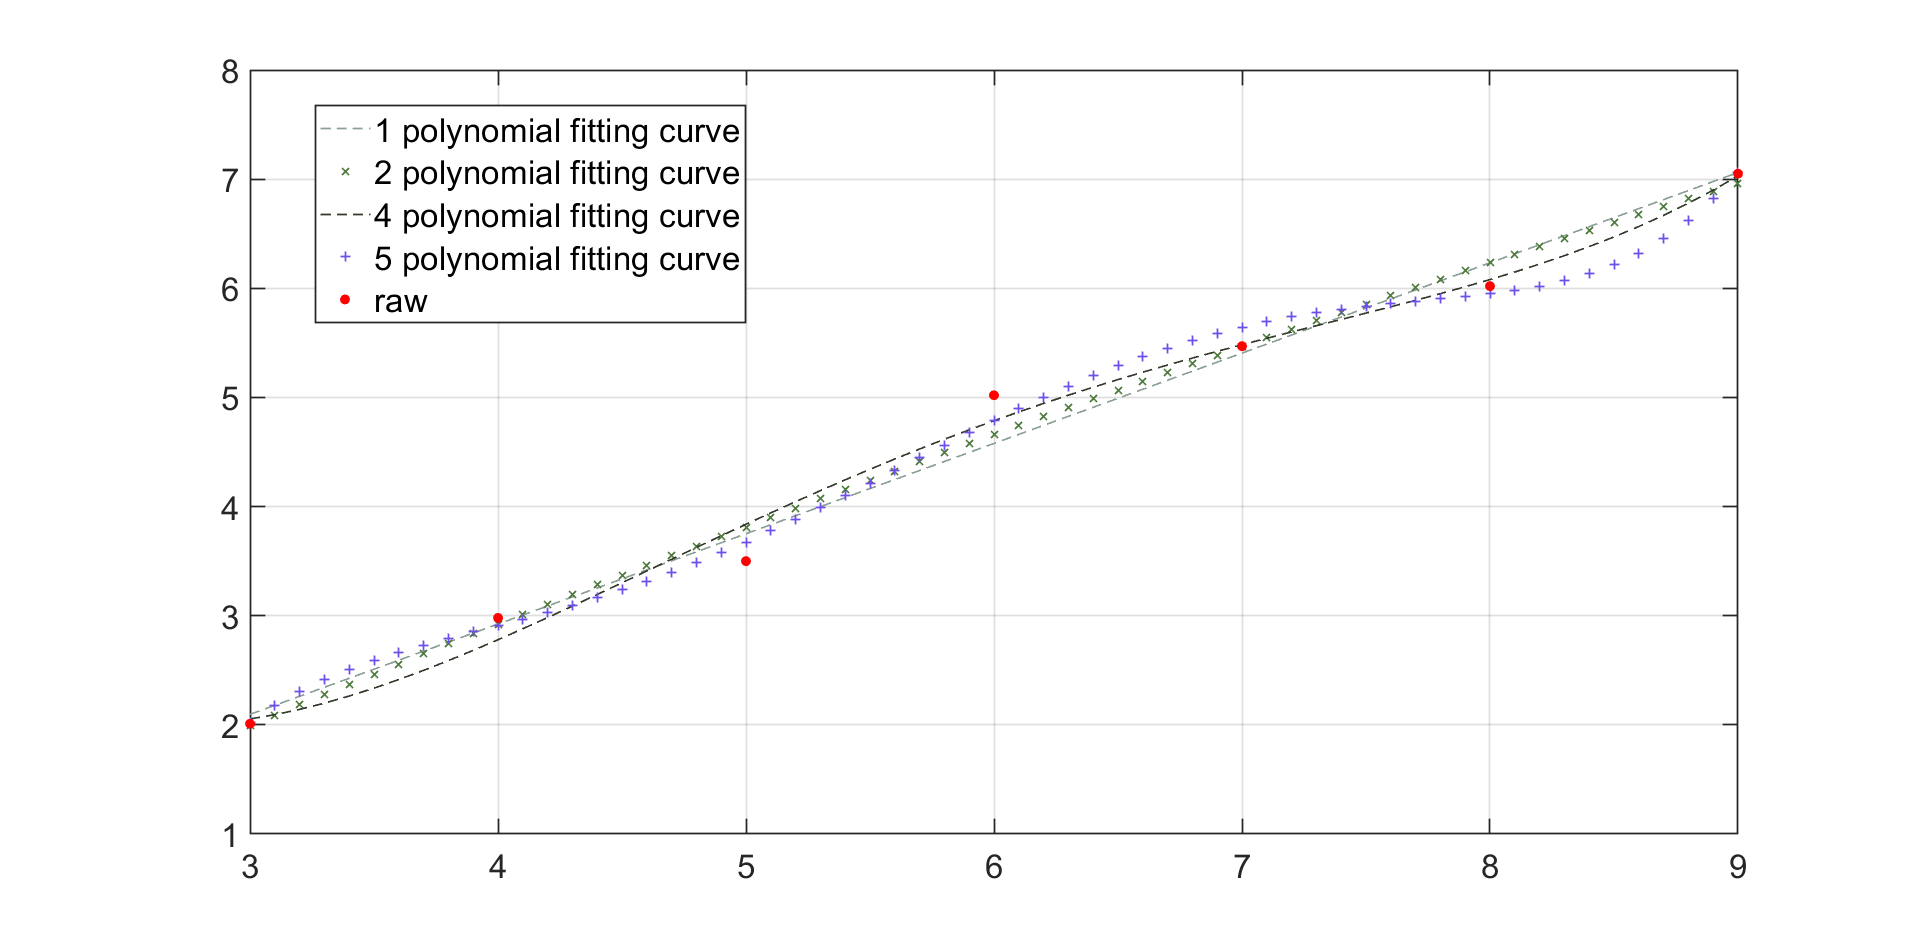 8
7
6
5
4
3
2
1
1 polynomial fitting curve
2 polynomial fitting curve
4 polynomial fitting curve
5 polynomial fitting curve
raw
3 4 5 6 7 8 9